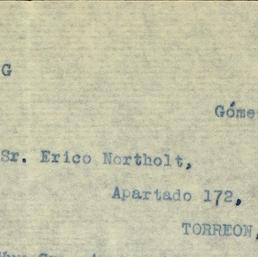 G
Góme
Sr. Erico Northolt,
Apartado 172,
TORREON,